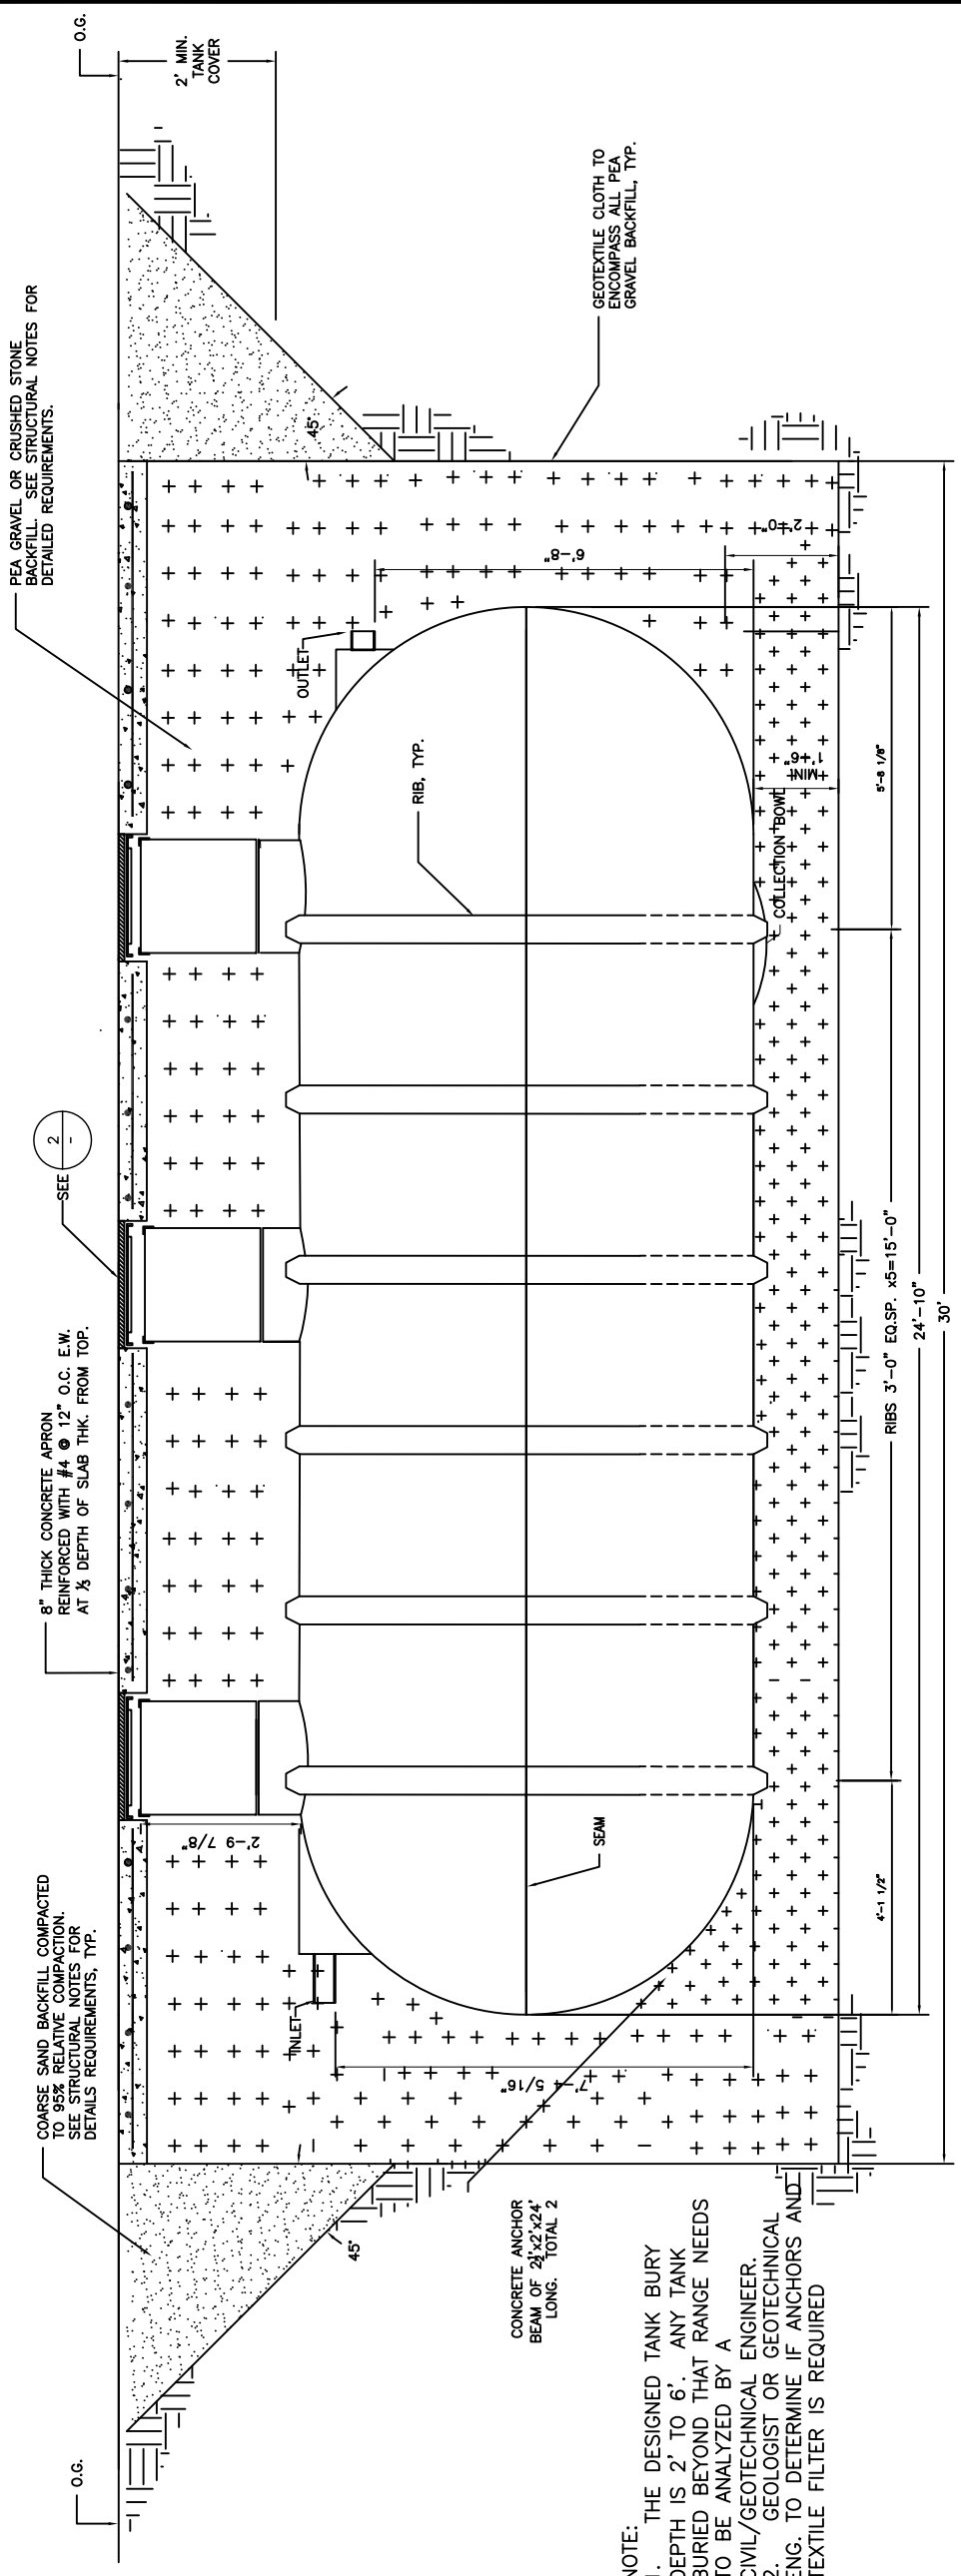 O.G.
COARSE SAND BACKFILL COMPACTED
TO 95% RELATIVE COMPACTION.
SEE STRUCTURAL NOTES FOR
DETAILS REQUIREMENTS, TYP.
8" THICK CONCRETE APRON
REINFORCED WITH #4 @ 12" O.C. E.W.
AT ⅓ DEPTH OF SLAB THK. FROM TOP.
SEE
2
-
PEA GRAVEL OR CRUSHED STONE
BACKFILL. SEE STRUCTURAL NOTES FOR
DETAILED REQUIREMENTS.
O.G.
2' MIN.
TANK
COVER
45°
45°
2'-9 7/8"
INLET
OUTLET
7'-4 5/16"
6'-8"
2'-0"
1'-6"
MIN
RIB, TYP.
SEAM
COLLECTION BOWL
GEOTEXTILE CLOTH TO
ENCOMPASS ALL PEA
GRAVEL BACKFILL, TYP.
CONCRETE ANCHOR
BEAM OF 2½'x2'x24'
LONG. TOTAL 2
4'-1 1/2"
RIBS 3'-0" EQ.SP. x5=15'-0"
5'-8 1/8"
24'-10"
30'
NOTE:
1. THE DESIGNED TANK BURY
DEPTH IS 2' TO 6'. ANY TANK
BURIED BEYOND THAT RANGE NEEDS
TO BE ANALYZED BY A
CIVIL/GEOTECHNICAL ENGINEER.
2. GEOLOGIST OR GEOTECHNICAL
ENG. TO DETERMINE IF ANCHORS AND
TEXTILE FILTER IS REQUIRED